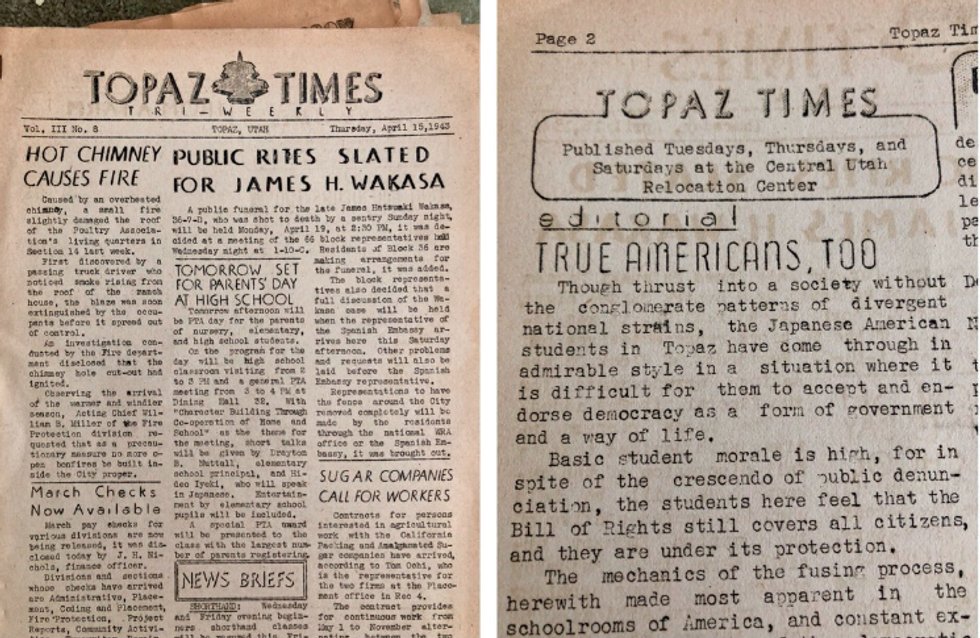 TOPAZ TIMES
TRI-WEEKLY
Vol. III No. 8 TOPAZ, UTAH Thursday, April 15, 1943
HOT CHIMNEY
CAUSES FIRE
Caused by an overheated
chimney, a small fire
slightly damaged the roof
of the Poultry Associa-
tion's living quarters in
Section 14 last week.
First discovered by a
passing truck driver who
noticed smoke rising from
the roof of the ranch
house, the blaze was soon
extinguished by the occu-
pants before it spread out
of control.
An investigation con-
ducted by the Fire depart-
ment disclosed that the
chimney hole cut-out had
ignited.
Observing the arrival
of the warmer and windier
season, Acting Chief Wil-
liam B. Miller of the Fire
Protection division re-
quested that as a precau-
tionary measure no more o-
pen bonfires be built in-
side the City proper.
March Checks
Now Available
March pay checks for
various divisions are now
being released, it was dis-
closed today by J. H. Ni-
chols, finance officer.
Divisions and sections
whose checks have arrived
are Administrative, Place-
ment, Coding and Placement,
Fire Protection, Project
Reports, Community Activi-
PUBLIC RITES SLATED
FOR JAMES H. WAKASA
A public funeral for the late James Hatsuaki Wakasa,
36-7-D, who was shot to death by a sentry Sunday night,
will be held Monday, April 19, at 2:30 PM, it was de-
cided at a meeting of the 66 block representatives held
Wednesday night at 1-10-C. Residents of Block 36 are
making arrangements for
the funeral, it was added.
The block representa-
tives also decided that a
full discussion of the Wa-
kasa case will be held
when the representative of
the Spanish Embassy ar-
rives here this Saturday
afternoon. Other problems
and requests will also be
laid before the Spanish
Embassy representative.
Representations to have
the fence around the City
removed completely will be
made by the residents
through the national WRA
office or the Spanish Em-
bassy, it was brought out.
TOMORROW SET
FOR PARENTS' DAY
AT HIGH SCHOOL
Tomorrow afternoon will
be PTA day for the parents
of nursery, elementary,
and high school students.
On the program for the
day will be high school
classroom visiting from 2
to 3 PM and a general PTA
meeting from 3 to 4 PM at
Dining Hall 32. With
"Character Building Through
Co-operation of Home and
School" as the theme for
the meeting, short talks
will be given by Drayton
B. Nuttall, elementary
school principal, and Hi-
deo Iyeki, who will speak
in Japanese. Entertain-
ment by elementary school
pupils will be included.
A special PTA award
will be presented to the
class with the largest num-
ber of parents registering.
NEWS BRIEFS
SHORTHAND: Wednesday
and Friday evening begin-
ners shorthand classes
SUGAR COMPANIES
CALL FOR WORKERS
Contracts for persons
interested in agricultural
work with the California
Packing and Amalgamated Su-
gar companies have arrived,
according to Tom Oshi, who
is the representative for
the two firms at the Place-
ment office in Rec 4.
The contract provides
for continuous work from
May 1 to November alter-
nating between the two
Page 2 Topaz Tim
TOPAZ TIMES
Published Tuesdays, Thursdays, and
Saturdays at the Central Utah
Relocation Center
editorial
TRUE AMERICANS, TOO
Though thrust into a society without
the conglomerate patterns of divergent
national strains, the Japanese American
students in Topaz have come through in
admirable style in a situation where it
is difficult for them to accept and en-
dorse democracy as a form of government
and a way of life.
Basic student morale is high, for in
spite of the crescendo of public denun-
ciation, the students here feel that the
Bill of Rights still covers all citizens,
and they are under its protection.
The mechanics of the fusing process,
herewith made most apparent in the
schoolrooms of America, and constant ex-